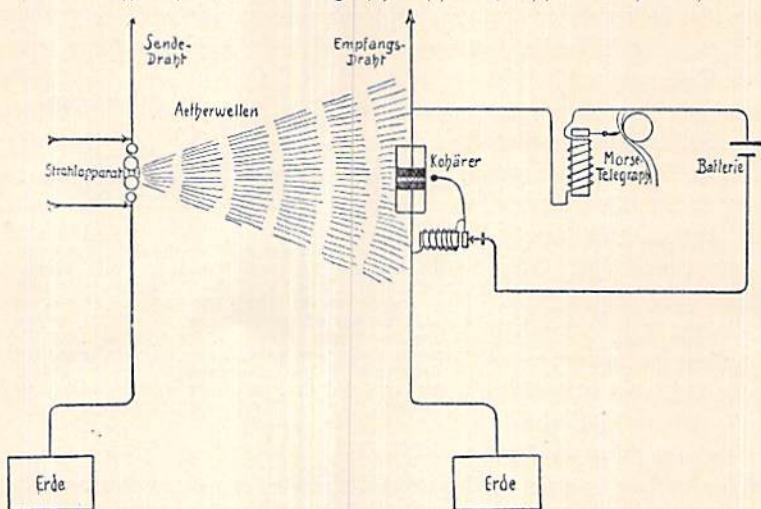 Sende-
Draht
Empfangs-
Draht
Aetherwellen
Strahlapparat
Kohärer
Morse-
Telegraph
Batterie
Erde
Erde